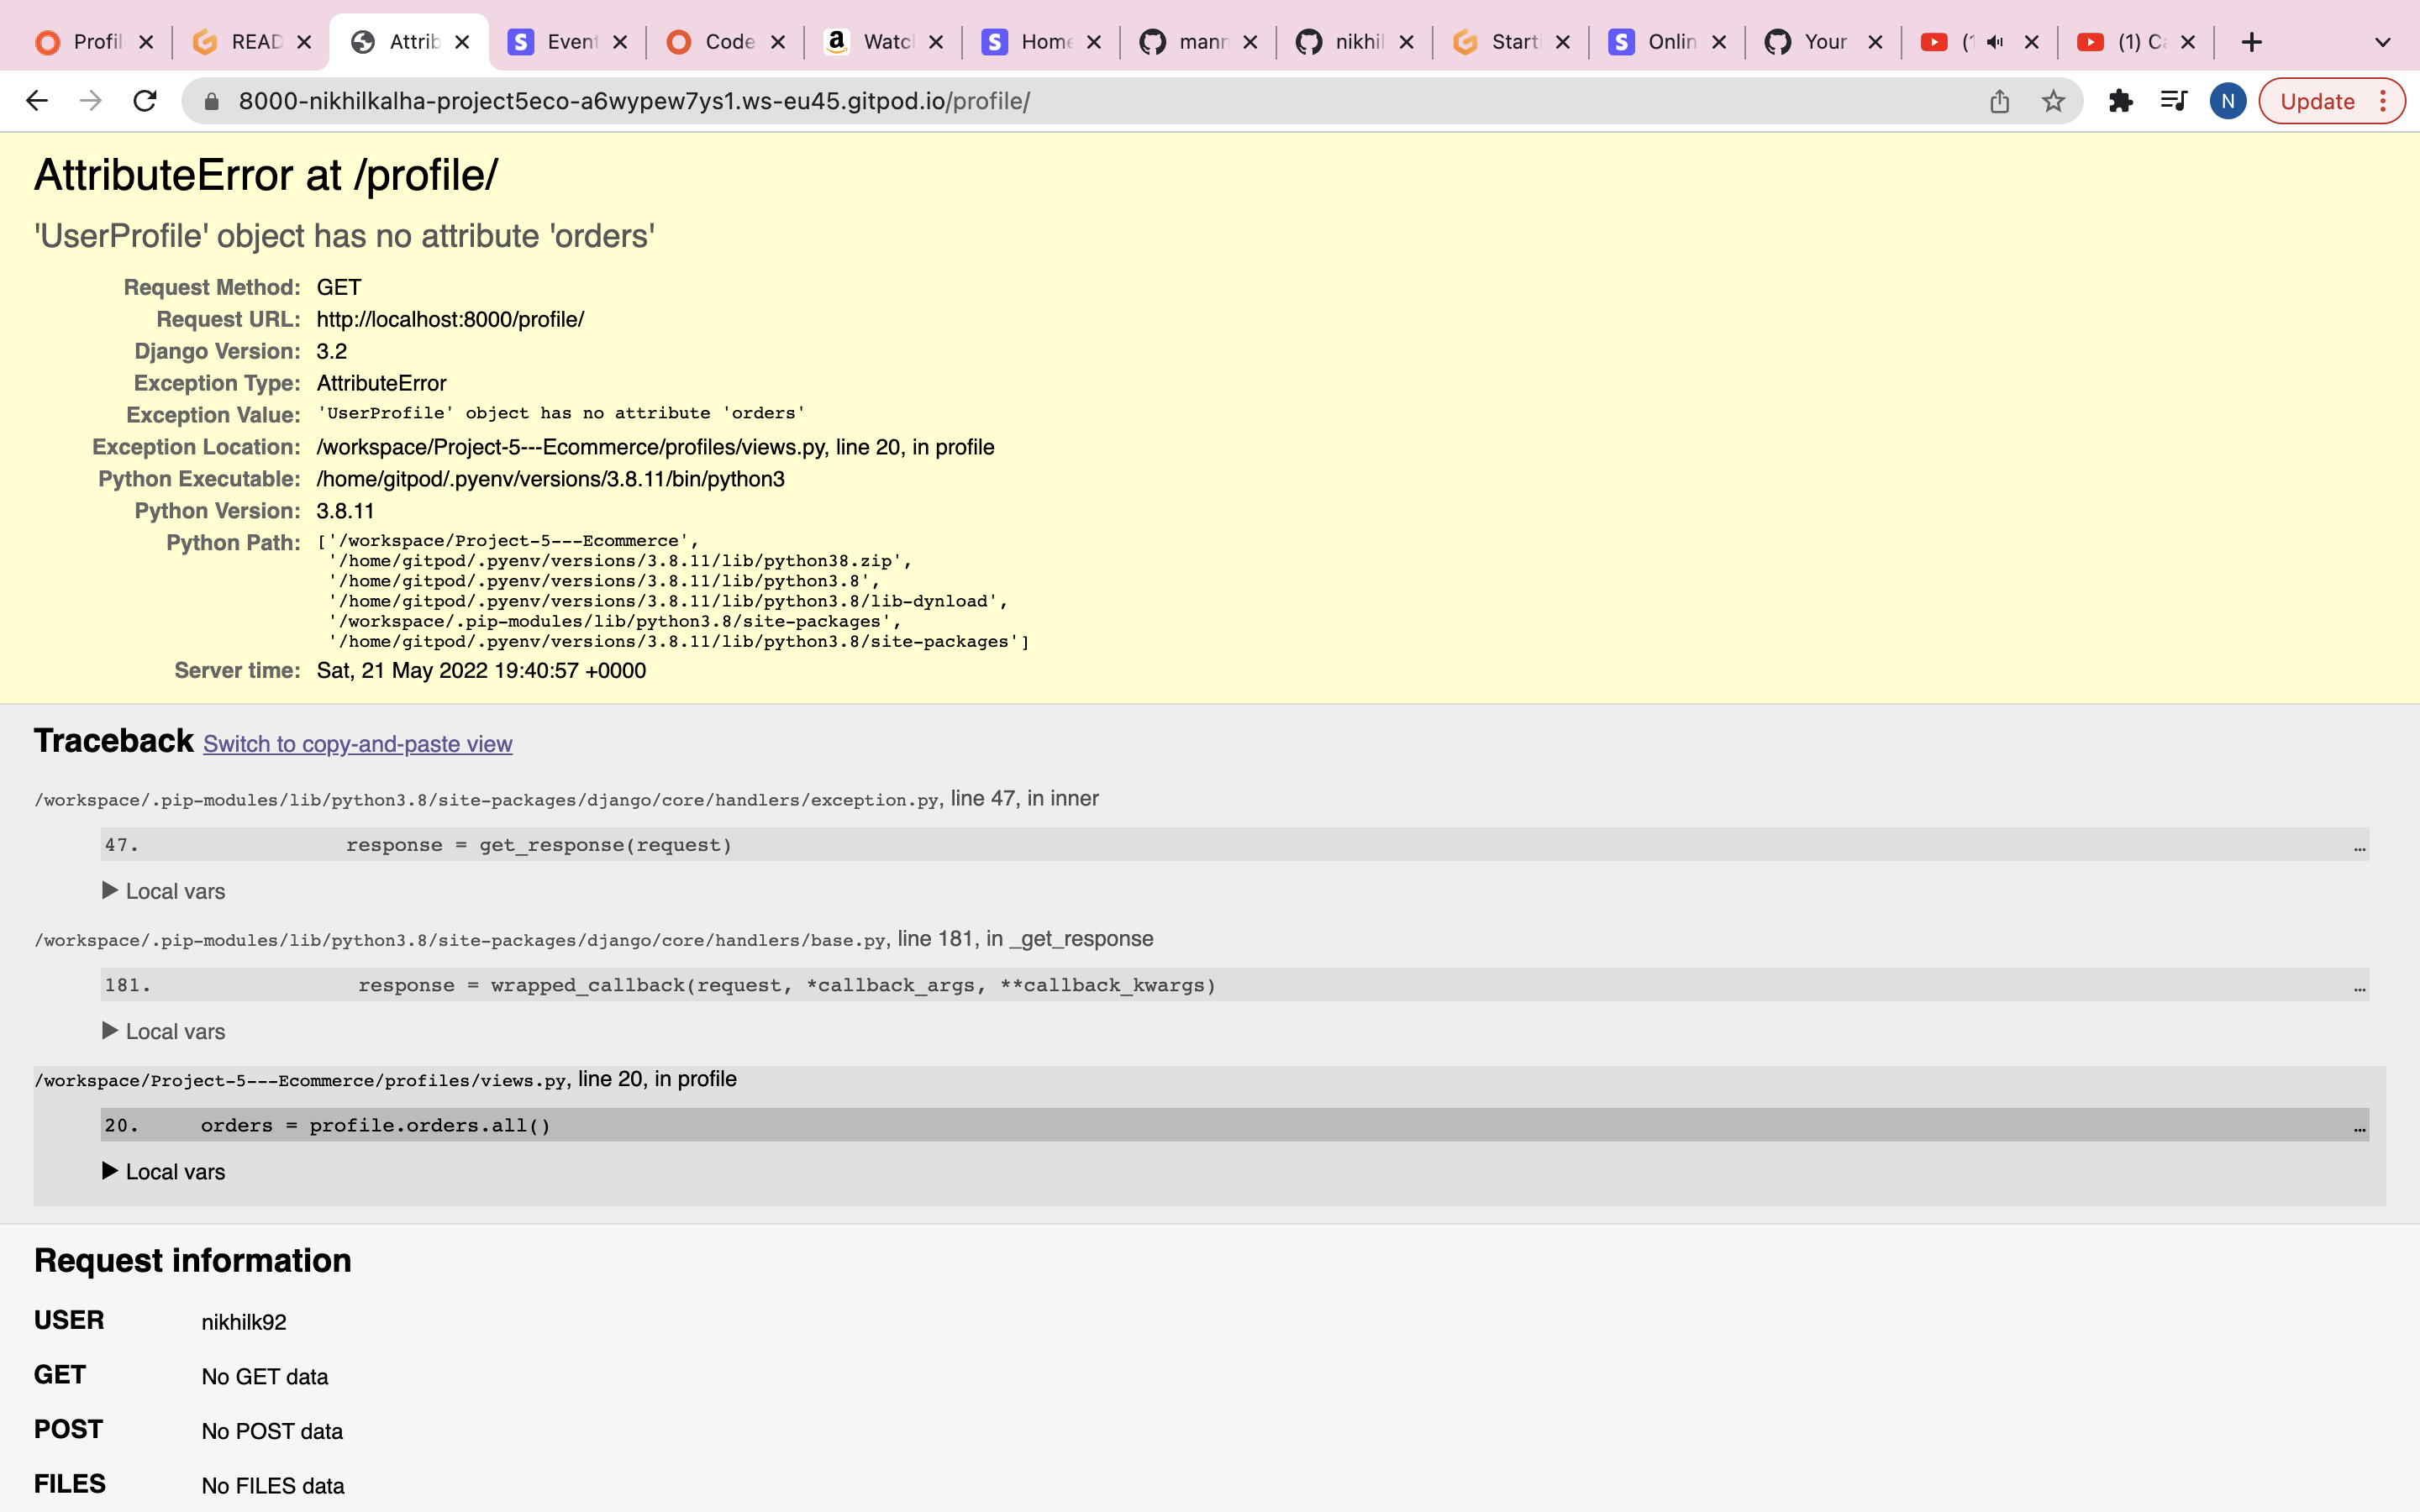 Profil READ Attrib Event Code Watcl Home manr nikhil Starti Onlin Your (1 (1) C
8000-nikhilkalha-project5eco-a6wypew7ys1.ws-eu45.gitpod.io/profile/ N Update
AttributeError at /profile/
'UserProfile' object has no attribute 'orders'
Request Method: GET
Request URL: http://localhost:8000/profile/
Django Version: 3.2
Exception Type: AttributeError
Exception Value: 'UserProfile' object has no attribute 'orders'
Exception Location: /workspace/Project-5---Ecommerce/profiles/views.py, line 20, in profile
Python Executable: /home/gitpod/.pyenv/versions/3.8.11/bin/python3
Python Version: 3.8.11
Python Path: ['/workspace/Project-5---Ecommerce',
'/home/gitpod/.pyenv/versions/3.8.11/lib/python38.zip',
'/home/gitpod/.pyenv/versions/3.8.11/lib/python3.8',
'/home/gitpod/.pyenv/versions/3.8.11/lib/python3.8/lib-dynload',
'/workspace/.pip-modules/lib/python3.8/site-packages',
'/home/gitpod/.pyenv/versions/3.8.11/lib/python3.8/site-packages']
Server time: Sat, 21 May 2022 19:40:57 +0000
Traceback Switch to copy-and-paste view
/workspace/.pip-modules/lib/python3.8/site-packages/django/core/handlers/exception.py, line 47, in inner
47. response = get_response(request) …
▶ Local vars
/workspace/.pip-modules/lib/python3.8/site-packages/django/core/handlers/base.py, line 181, in _get_response
181. response = wrapped_callback(request, *callback_args, **callback_kwargs) …
▶ Local vars
/workspace/Project-5---Ecommerce/profiles/views.py, line 20, in profile
20. orders = profile.orders.all() …
▶ Local vars
Request information
USER nikhilk92
GET No GET data
POST No POST data
FILES No FILES data